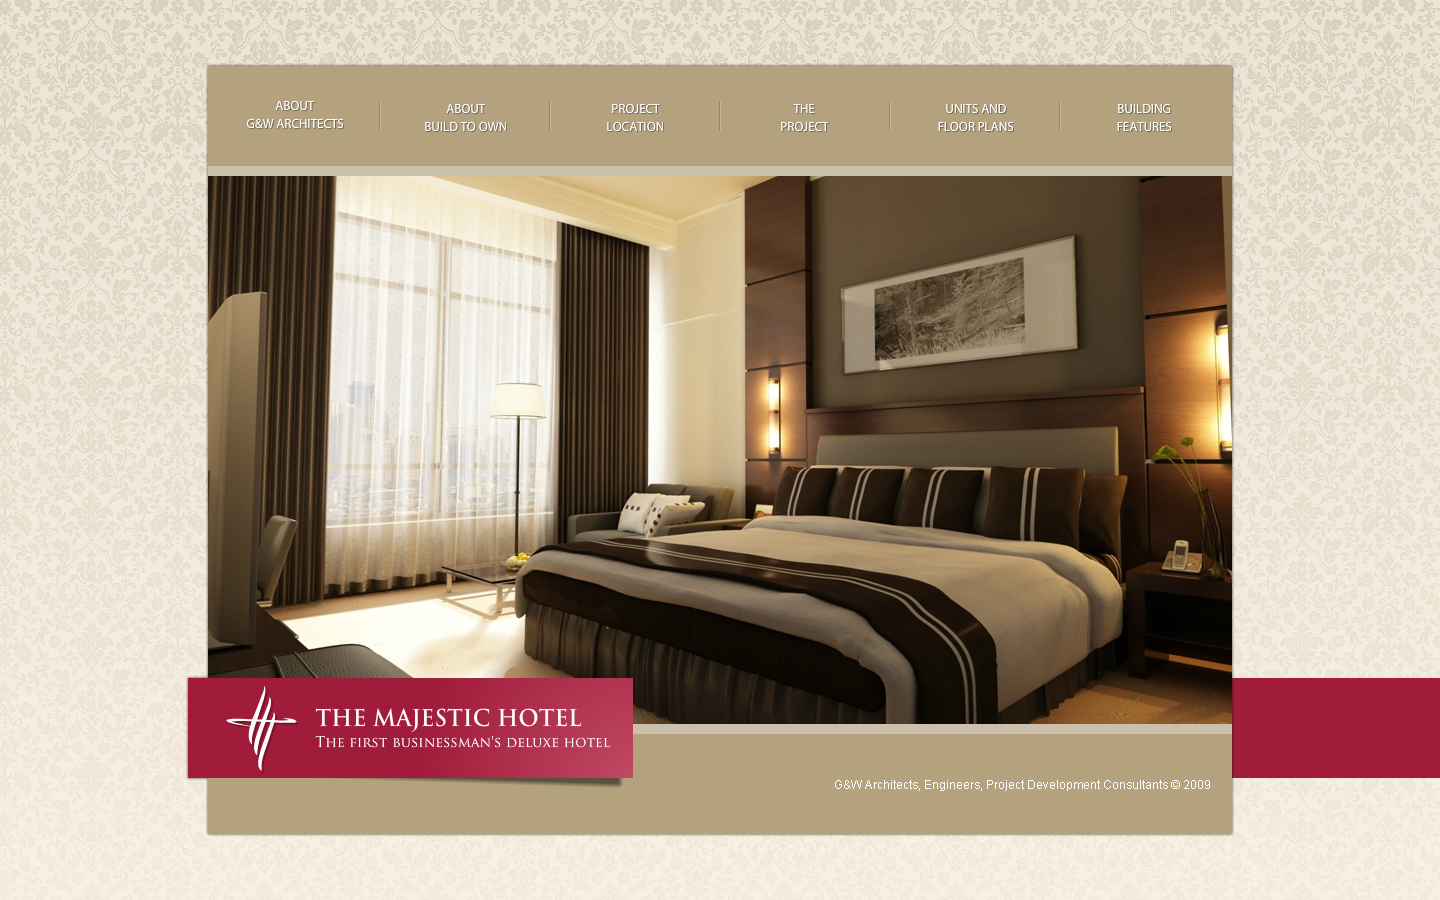 ABOUT
G&W ARCHITECTS
ABOUT
BUILD TO OWN
PROJECT
LOCATION
THE
PROJECT
UNITS AND
FLOOR PLANS
BUILDING
FEATURES
THE MAJESTIC HOTEL
THE FIRST BUSINESSMAN'S DELUXE HOTEL
G&W Architects, Engineers, Project Development Consultants © 2009